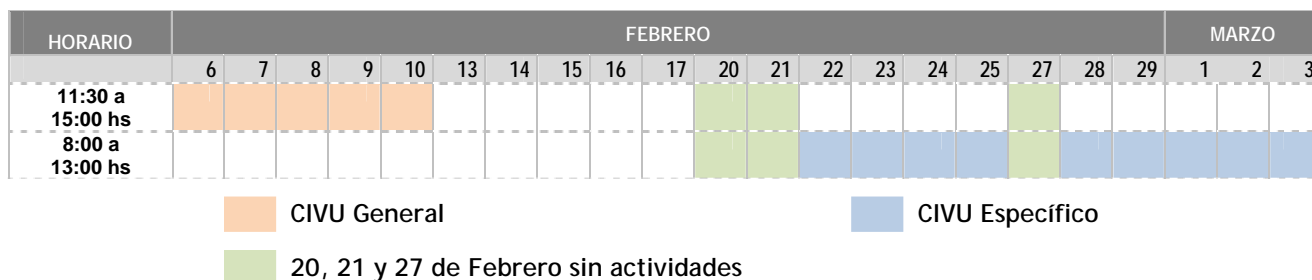 HORARIO FEBRERO MARZO
6 7 8 9 10 13 14 15 16 17 20 21 22 23 24 25 27 28 29 1 2 3
11:30 a
15:00 hs
8:00 a
13:00 hs
CIVU General CIVU Específico
20, 21 y 27 de Febrero sin actividades